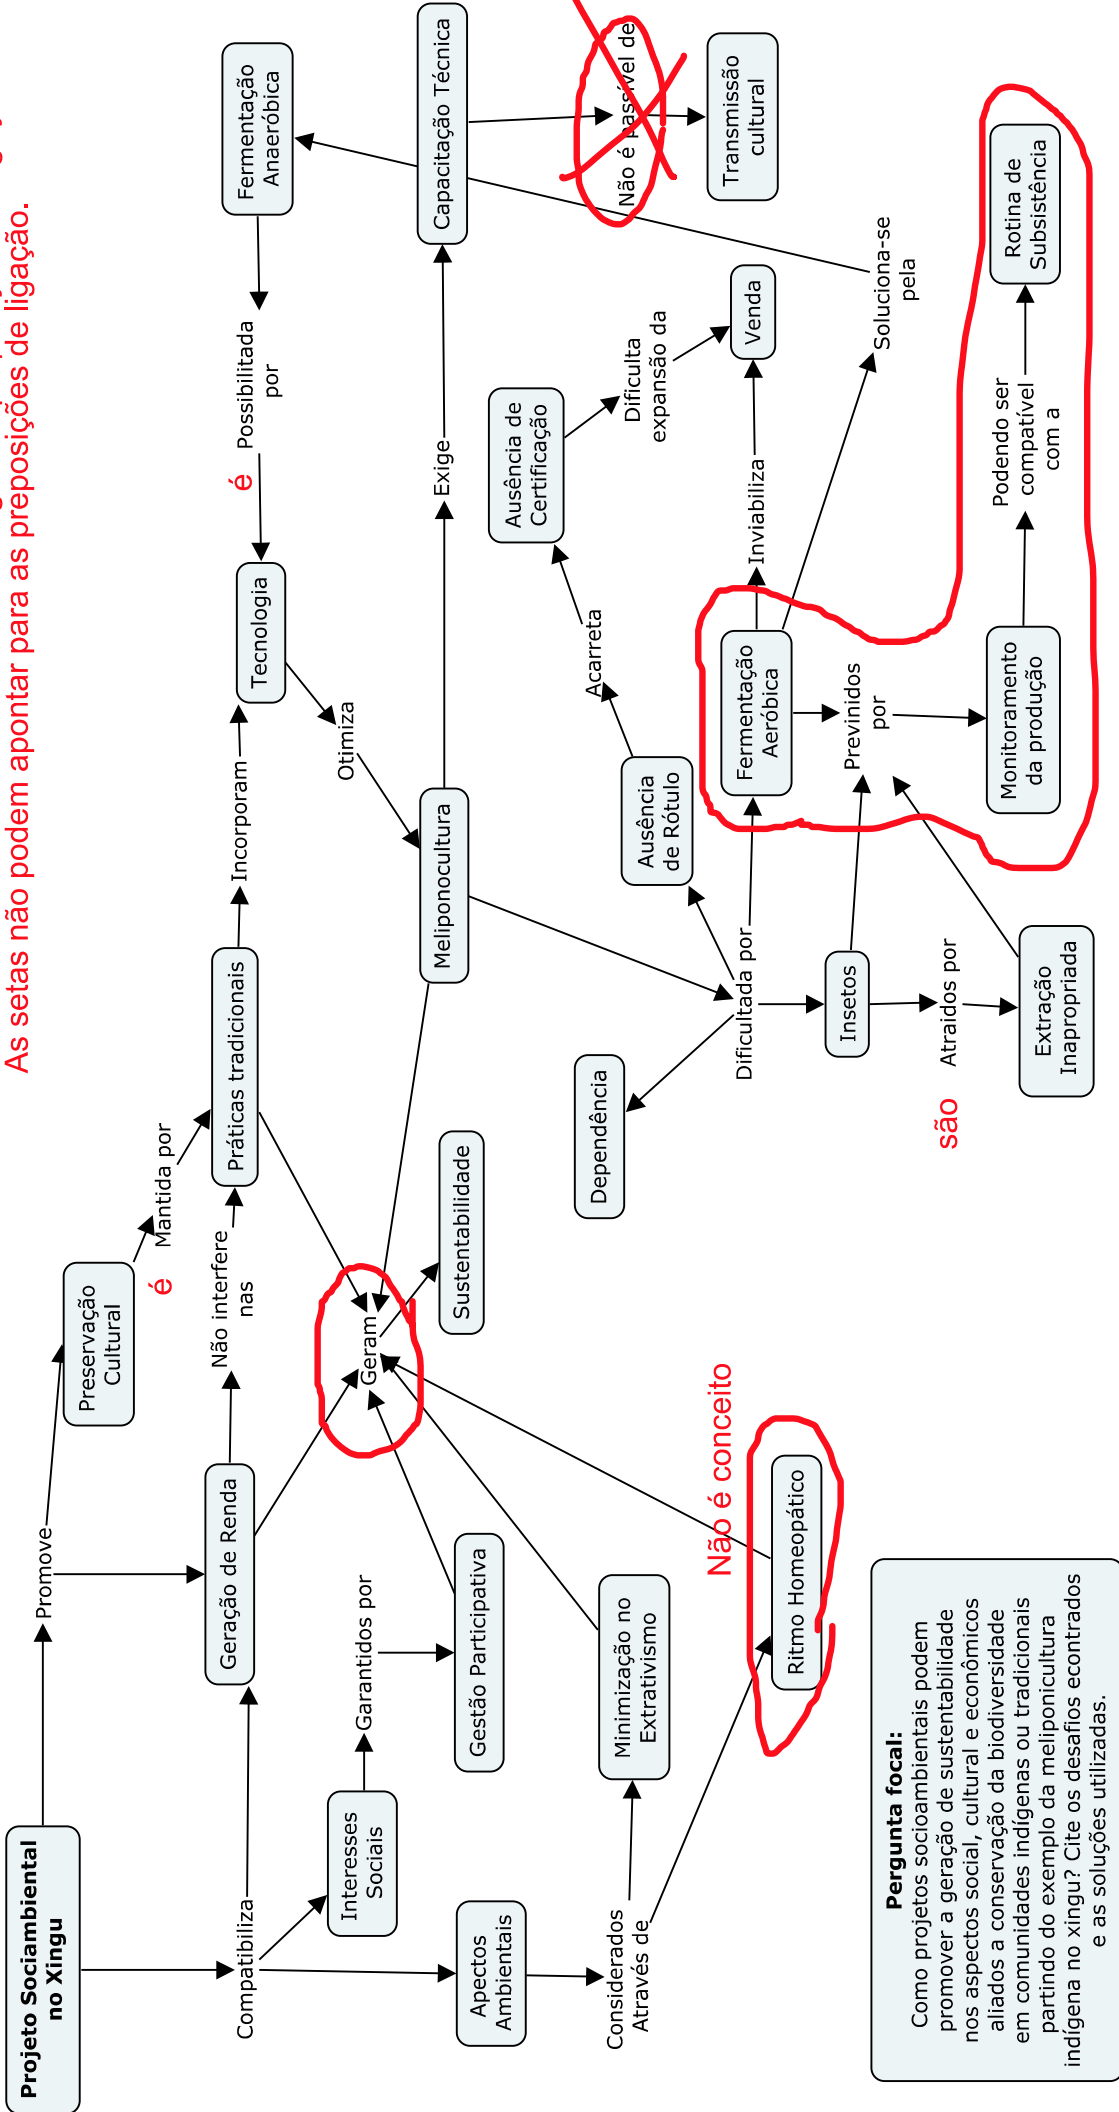 As setas não podem apontar para as preposições de ligação.
Projeto Sociambiental
no Xingu
Promove
Preservação
Cultural
é
Mantida por
Compatibiliza
Geração de Renda
Não interfere
nas
Práticas tradicionais
Incorporam
Tecnologia
é
Possibilitada
por
Fermentação
Anaeróbica
Interesses
Sociais
Garantidos por
Geram
Otimiza
Apectos
Ambientais
Gestão Participativa
Sustentabilidade
Meliponocultura
Exige
Capacitação Técnica
Considerados
Através de
Minimização no
Extrativismo
Dependência
Acarreta
Ausência de
Certificação
Dificulta
expansão da
Não é passível de
Ausência
de Rótulo
Não é conceito
Ritmo Homeopático
Dificultada por
Fermentação
Aeróbica
Inviabiliza
Venda
Transmissão
cultural
Insetos
Previnidos
por
Soluciona-se
pela
são
Atraidos por
Extração
Inapropriada
Monitoramento
da produção
Podendo ser
compatível
com a
Rotina de
Subsistência
Pergunta focal:
Como projetos socioambientais podem
promover a geração de sustentabilidade
nos aspectos social, cultural e econômicos
aliados a conservação da biodiversidade
em comunidades indígenas ou tradicionais
partindo do exemplo da meliponicultura
indígena no xingu? Cite os desafios econtrados
e as soluções utilizadas.